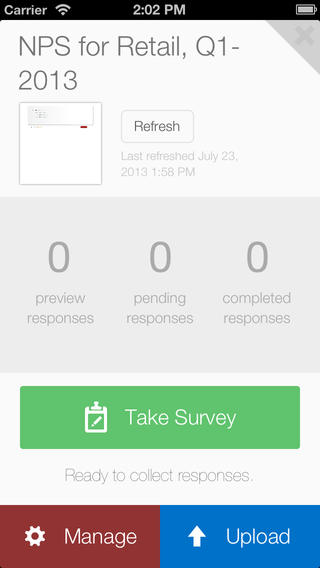 Carrier 2:02 PM
NPS for Retail, Q1-
2013
Refresh
Last refreshed July 23,
2013 1:58 PM
0 0 0
preview pending completed
responses responses responses
Take Survey
Ready to collect responses.
Manage Upload